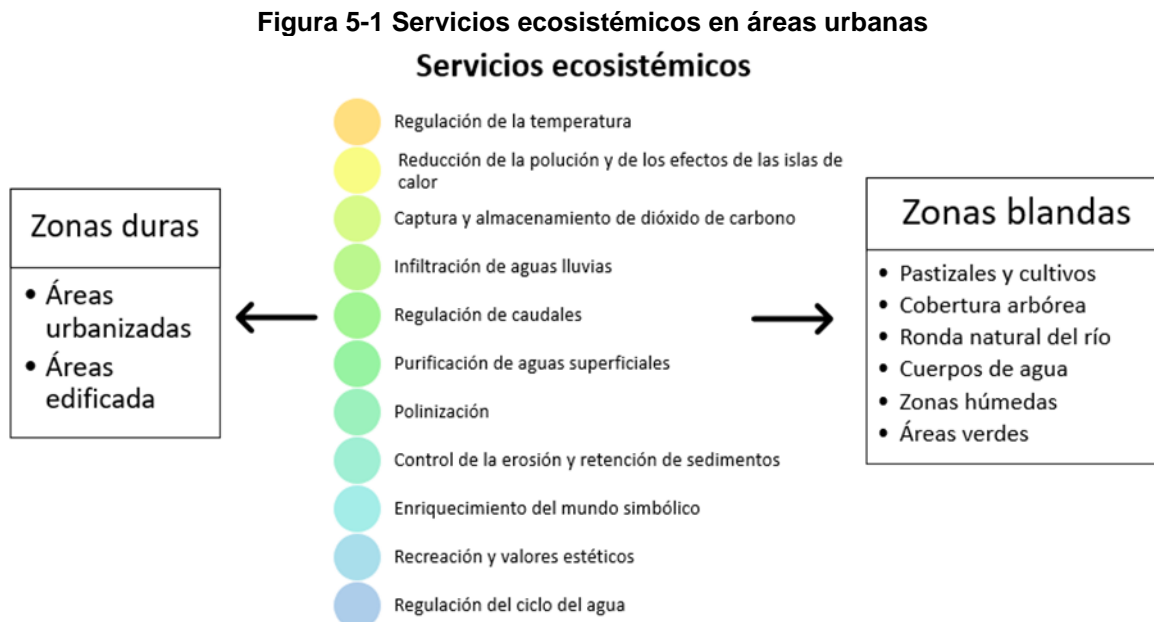 Figura 5-1 Servicios ecosistémicos en áreas urbanas
Servicios ecosistémicos
Regulación de la temperatura
Reducción de la polución y de los efectos de las islas de
calor
Captura y almacenamiento de dióxido de carbono
Infiltración de aguas lluvias
Regulación de caudales
Purificación de aguas superficiales
Polinización
Control de la erosión y retención de sedimentos
Enriquecimiento del mundo simbólico
Recreación y valores estéticos
Regulación del ciclo del agua
Zonas duras
• Áreas
urbanizadas
• Áreas
edificada
Zonas blandas
• Pastizales y cultivos
• Cobertura arbórea
• Ronda natural del río
• Cuerpos de agua
• Zonas húmedas
• Áreas verdes